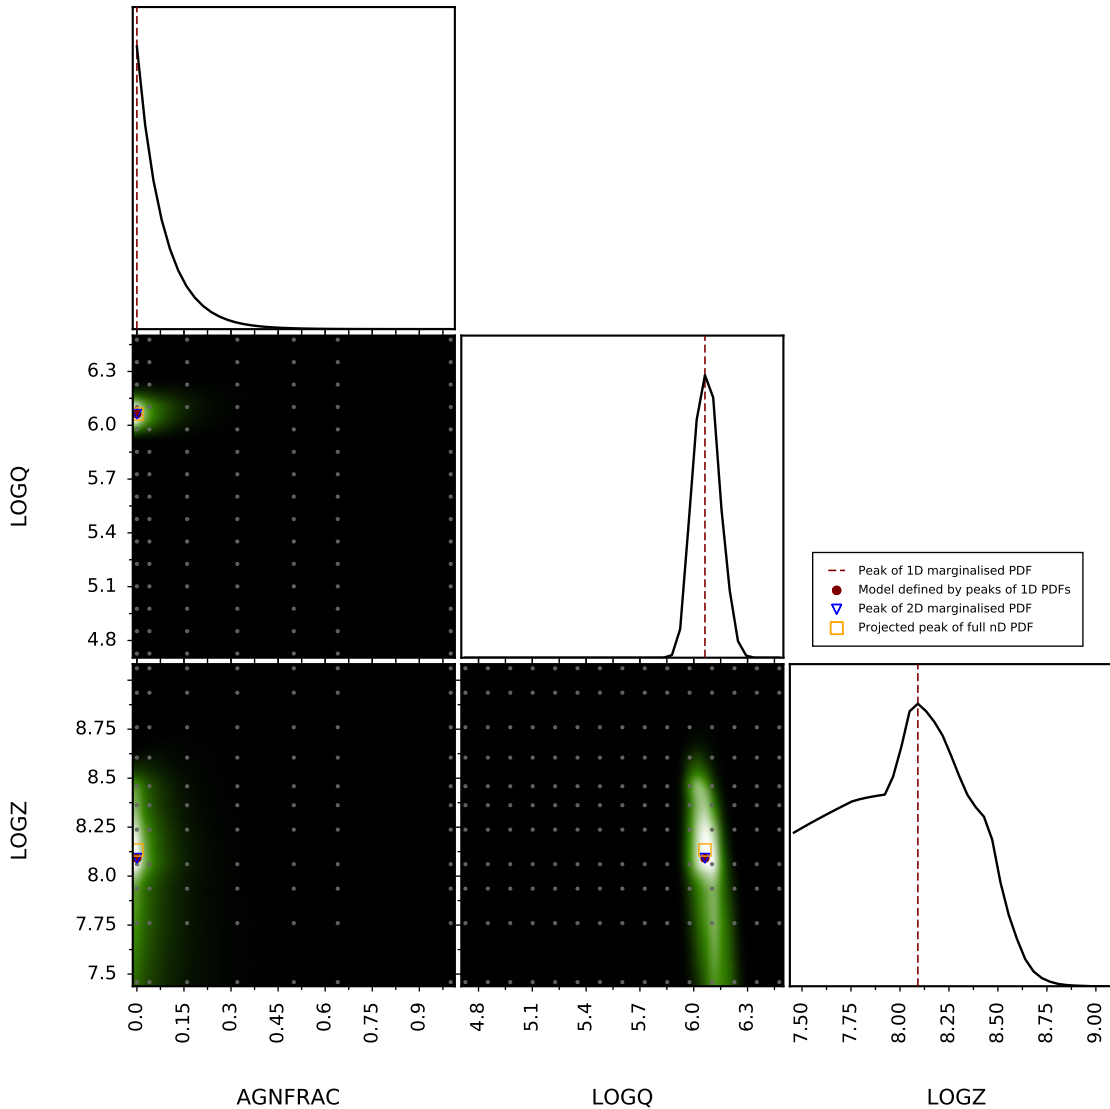 6.3
6.0
5.7
5.4
5.1
4.8
LOGQ
Peak of 1D marginalised PDF
Model defined by peaks of 1D PDFs
Peak of 2D marginalised PDF
Projected peak of full nD PDF
8.75
8.5
8.25
8.0
7.75
7.5
LOGZ
0.0 0.15 0.3 0.45 0.6 0.75 0.9
4.8 5.1 5.4 5.7 6.0 6.3
7.50 7.75 8.00 8.25 8.50 8.75 9.00
AGNFRAC
LOGQ
LOGZ